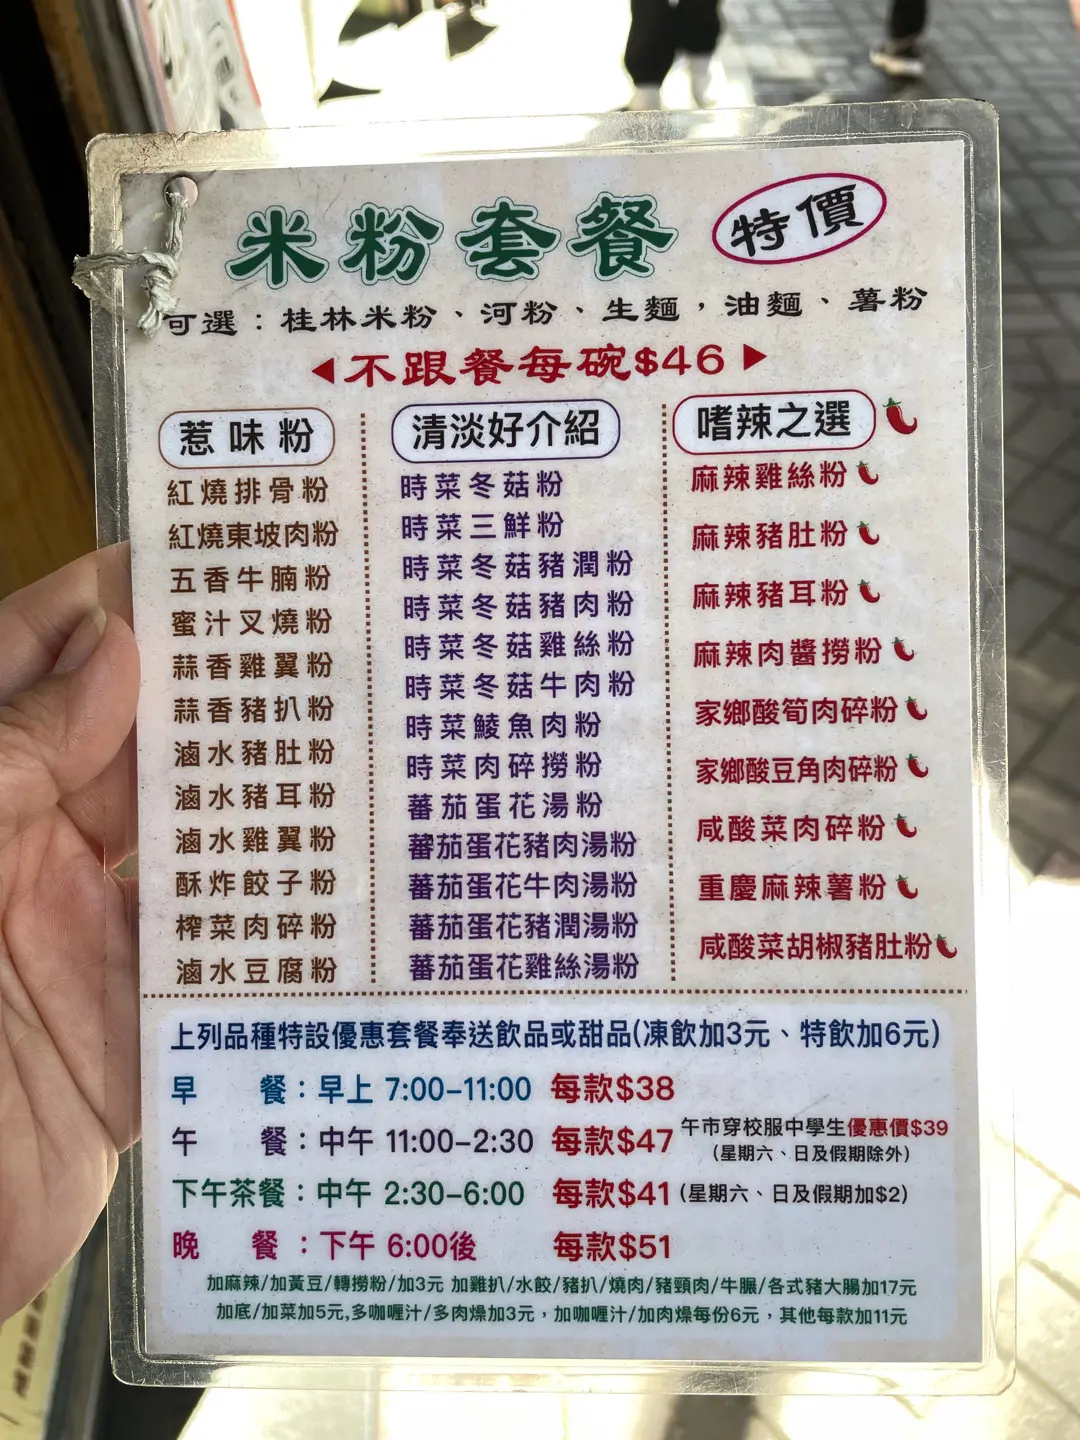 米粉套餐 特價
可選：桂林米粉、河粉、生麵，油麵、薯粉
不跟餐每碗$46
惹味粉
紅燒排骨粉
紅燒東坡肉粉
五香牛腩粉
蜜汁叉燒粉
蒜香雞翼粉
蒜香豬扒粉
滷水豬肚粉
滷水豬耳粉
滷水雞翼粉
酥炸餃子粉
榨菜肉碎粉
滷水豆腐粉
清淡好介紹
時菜冬菇粉
時菜三鮮粉
時菜冬菇豬潤粉
時菜冬菇豬肉粉
時菜冬菇雞絲粉
時菜冬菇牛肉粉
時菜鯪魚肉粉
時菜肉碎撈粉
蕃茄蛋花湯粉
蕃茄蛋花豬肉湯粉
蕃茄蛋花牛肉湯粉
蕃茄蛋花豬潤湯粉
蕃茄蛋花雞絲湯粉
嗜辣之選
麻辣雞絲粉
麻辣豬肚粉
麻辣豬耳粉
麻辣肉醬撈粉
家鄉酸筍肉碎粉
家鄉酸豆角肉碎粉
咸酸菜肉碎粉
重慶麻辣薯粉
咸酸菜胡椒豬肚粉
上列品種特設優惠套餐奉送飲品或甜品(凍飲加3元、特飲加6元)
早餐：早上 7:00-11:00 每款$38
午餐：中午 11:00-2:30 每款$47 午市穿校服中學生優惠價$39
(星期六、日及假期除外)
下午茶餐：中午 2:30-6:00 每款$41 (星期六、日及假期加$2)
晚餐：下午 6:00後 每款$51
加麻辣/加黃豆/轉撈粉/加3元 加雞扒/水餃/豬扒/燒肉/豬頸肉/牛𦟌/各式豬大腸加17元
加底/加菜加5元,多咖喱汁/多肉燥加3元，加咖喱汁/加肉燥每份6元，其他每款加11元